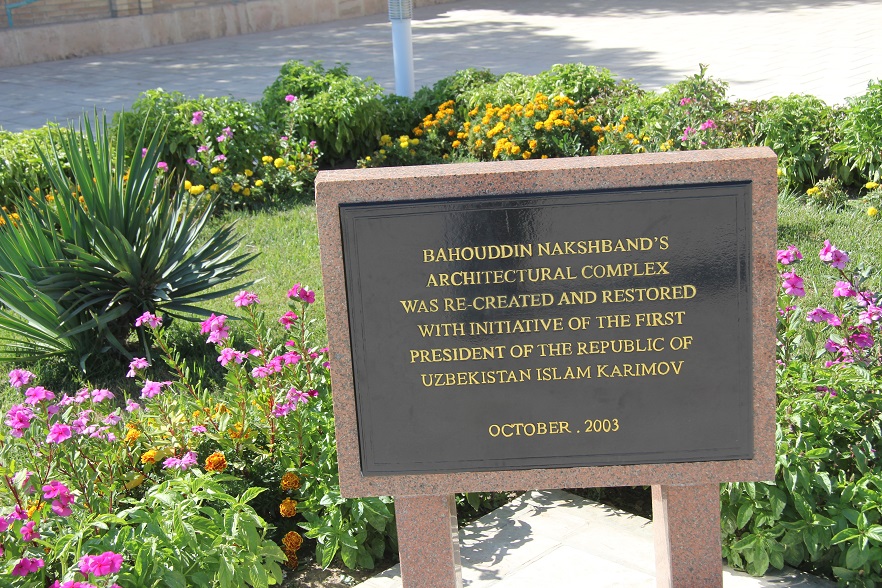 BAHOUDDIN NAKSHBAND'S
ARCHITECTURAL COMPLEX
WAS RE-CREATED AND RESTORED
WITH INITIATIVE OF THE FIRST
PRESIDENT OF THE REPUBLIC OF
UZBEKISTAN ISLAM KARIMOV
OCTOBER . 2003